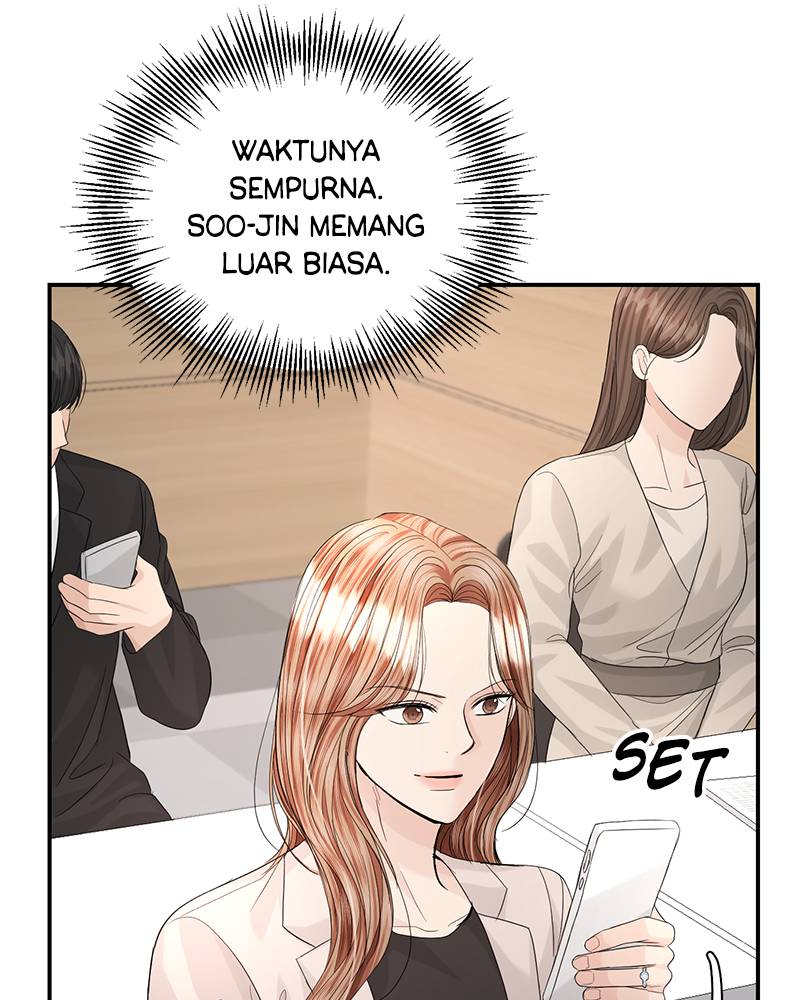 WAKTUNYA
SEMPURNA.
SOO-JIN MEMANG
LUAR BIASA.
SET